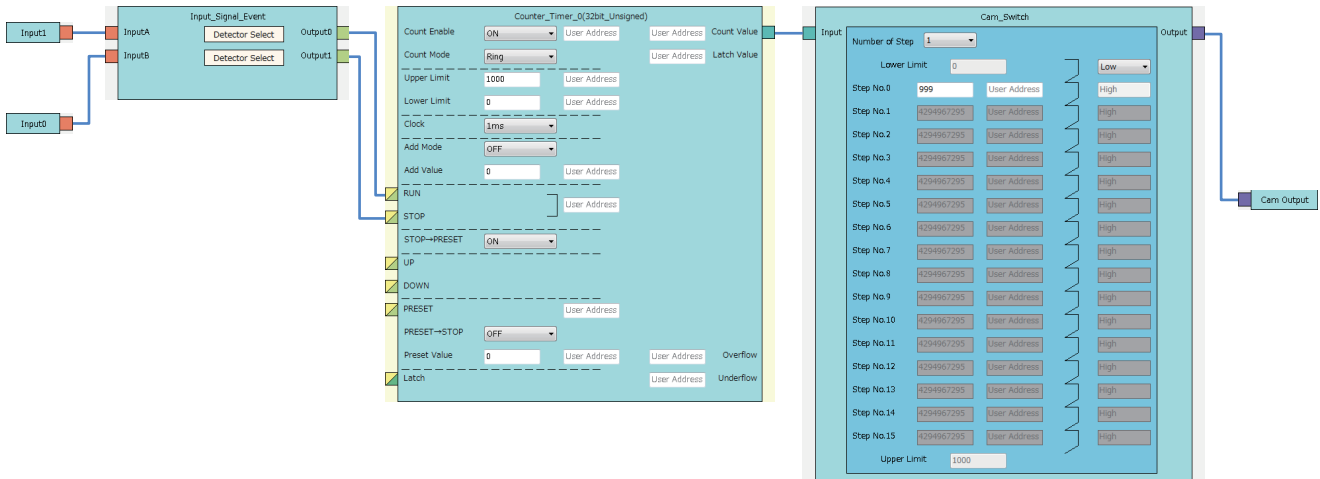 Input_Signal_Event
Input1
InputA
Detector Select
Output0
InputB
Detector Select
Output1
Input0
Counter_Timer_0(32bit_Unsigned)
Count Enable
ON
User Address
User Address
Count Value
Count Mode
Ring
User Address
Latch Value
Upper Limit
1000
User Address
Lower Limit
0
User Address
Clock
1ms
Add Mode
OFF
Add Value
0
User Address
RUN
User Address
STOP
STOP→PRESET
ON
UP
DOWN
PRESET
User Address
PRESET→STOP
OFF
Preset Value
0
User Address
User Address
Overflow
Latch
User Address
Underflow
Cam_Switch
Input
Output
Number of Step
1
Lower Limit
0
Low
Step No.0
999
User Address
High
Step No.1
4294967295
User Address
High
Step No.2
4294967295
User Address
High
Step No.3
4294967295
User Address
High
Step No.4
4294967295
User Address
High
Step No.5
4294967295
User Address
High
Step No.6
4294967295
User Address
High
Step No.7
4294967295
User Address
High
Step No.8
4294967295
User Address
High
Step No.9
4294967295
User Address
High
Step No.10
4294967295
User Address
High
Step No.11
4294967295
User Address
High
Step No.12
4294967295
User Address
High
Step No.13
4294967295
User Address
High
Step No.14
4294967295
User Address
High
Step No.15
4294967295
User Address
High
Upper Limit
1000
Cam Output